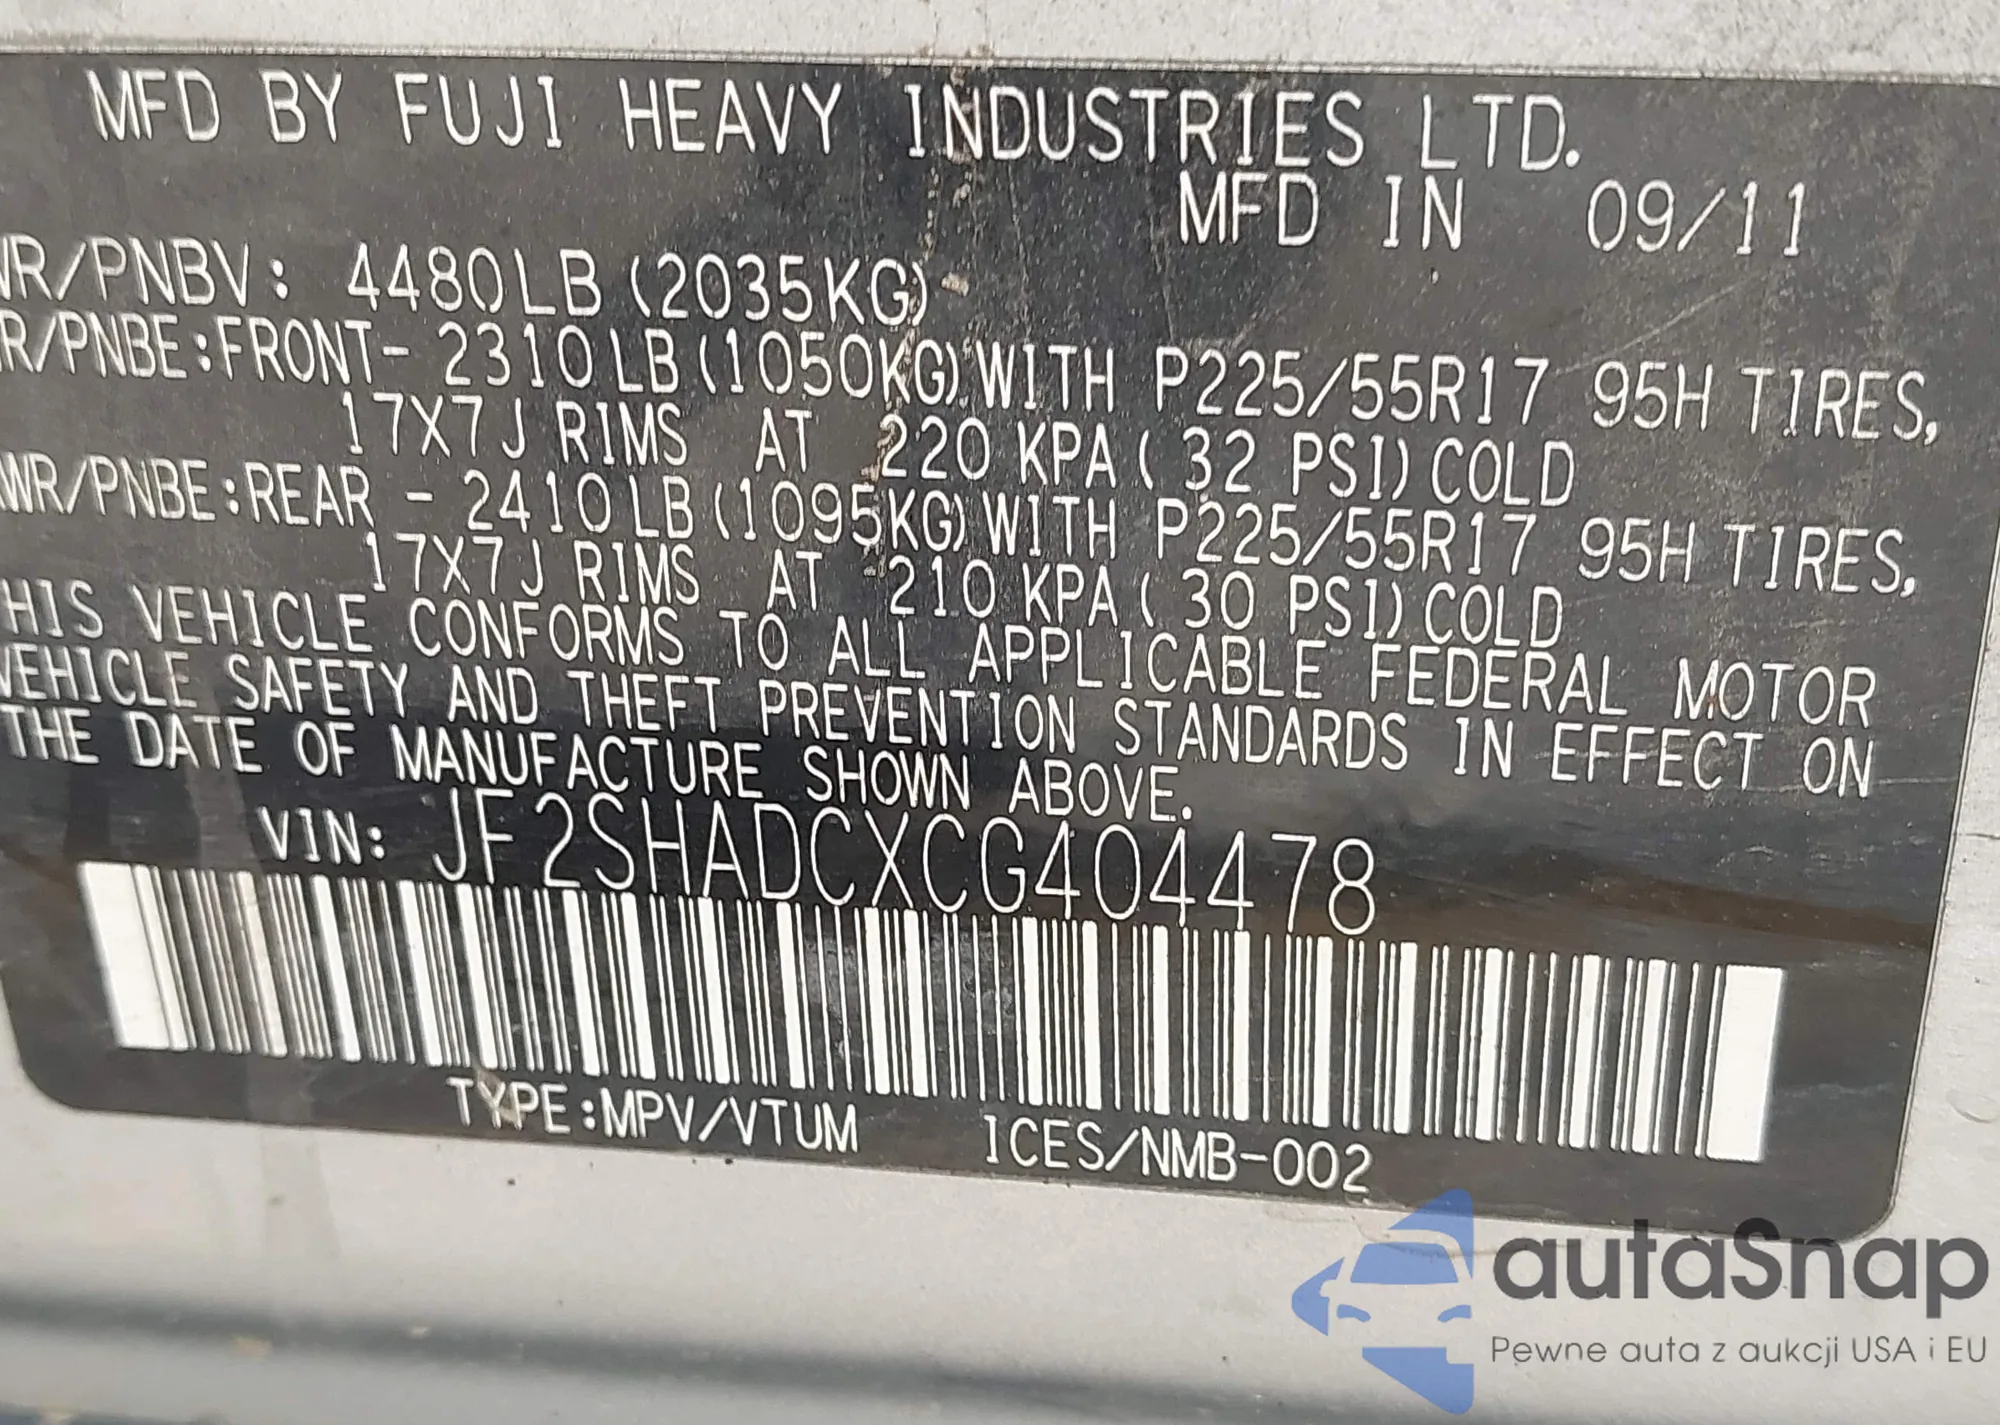 MFD BY FUJI HEAVY INDUSTRIES LTD.
MFD IN 09/11
WR/PNBV: 4480LB (2035KG)
R/PNBE:FRONT- 2310LB(1050KG)WITH P225/55R17 95H TIRES,
17X7J RIMS AT 220 KPA ( 32 PSI) COLD
WR/PNBE:REAR - 2410LB(1095KG)WITH P225/55R17 95H TIRES,
17X7J RIMS AT 210 KPA ( 30 PSI) COLD
HIS VEHICLE CONFORMS TO ALL APPLICABLE FEDERAL MOTOR
VEHICLE SAFETY AND THEFT PREVENTION STANDARDS IN EFFECT ON
THE DATE OF MANUFACTURE SHOWN ABOVE.
VIN: JF2SHADCXCG404478
TYPE:MPV/VTUM ICES/NMB-002
autaSnap
Pewne auta z aukcji USA i EU